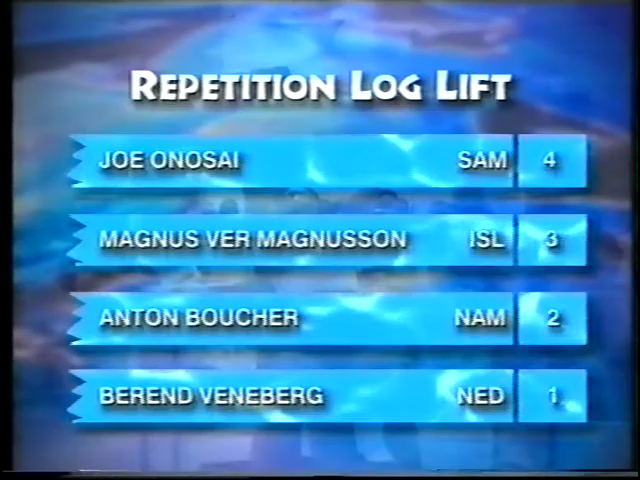 REPETITION LOG LIFT
JOE ONOSAI SAM 4
MAGNUS VER MAGNUSSON ISL 3
ANTON BOUCHER NAM 2
BEREND VENEBERG NED 1